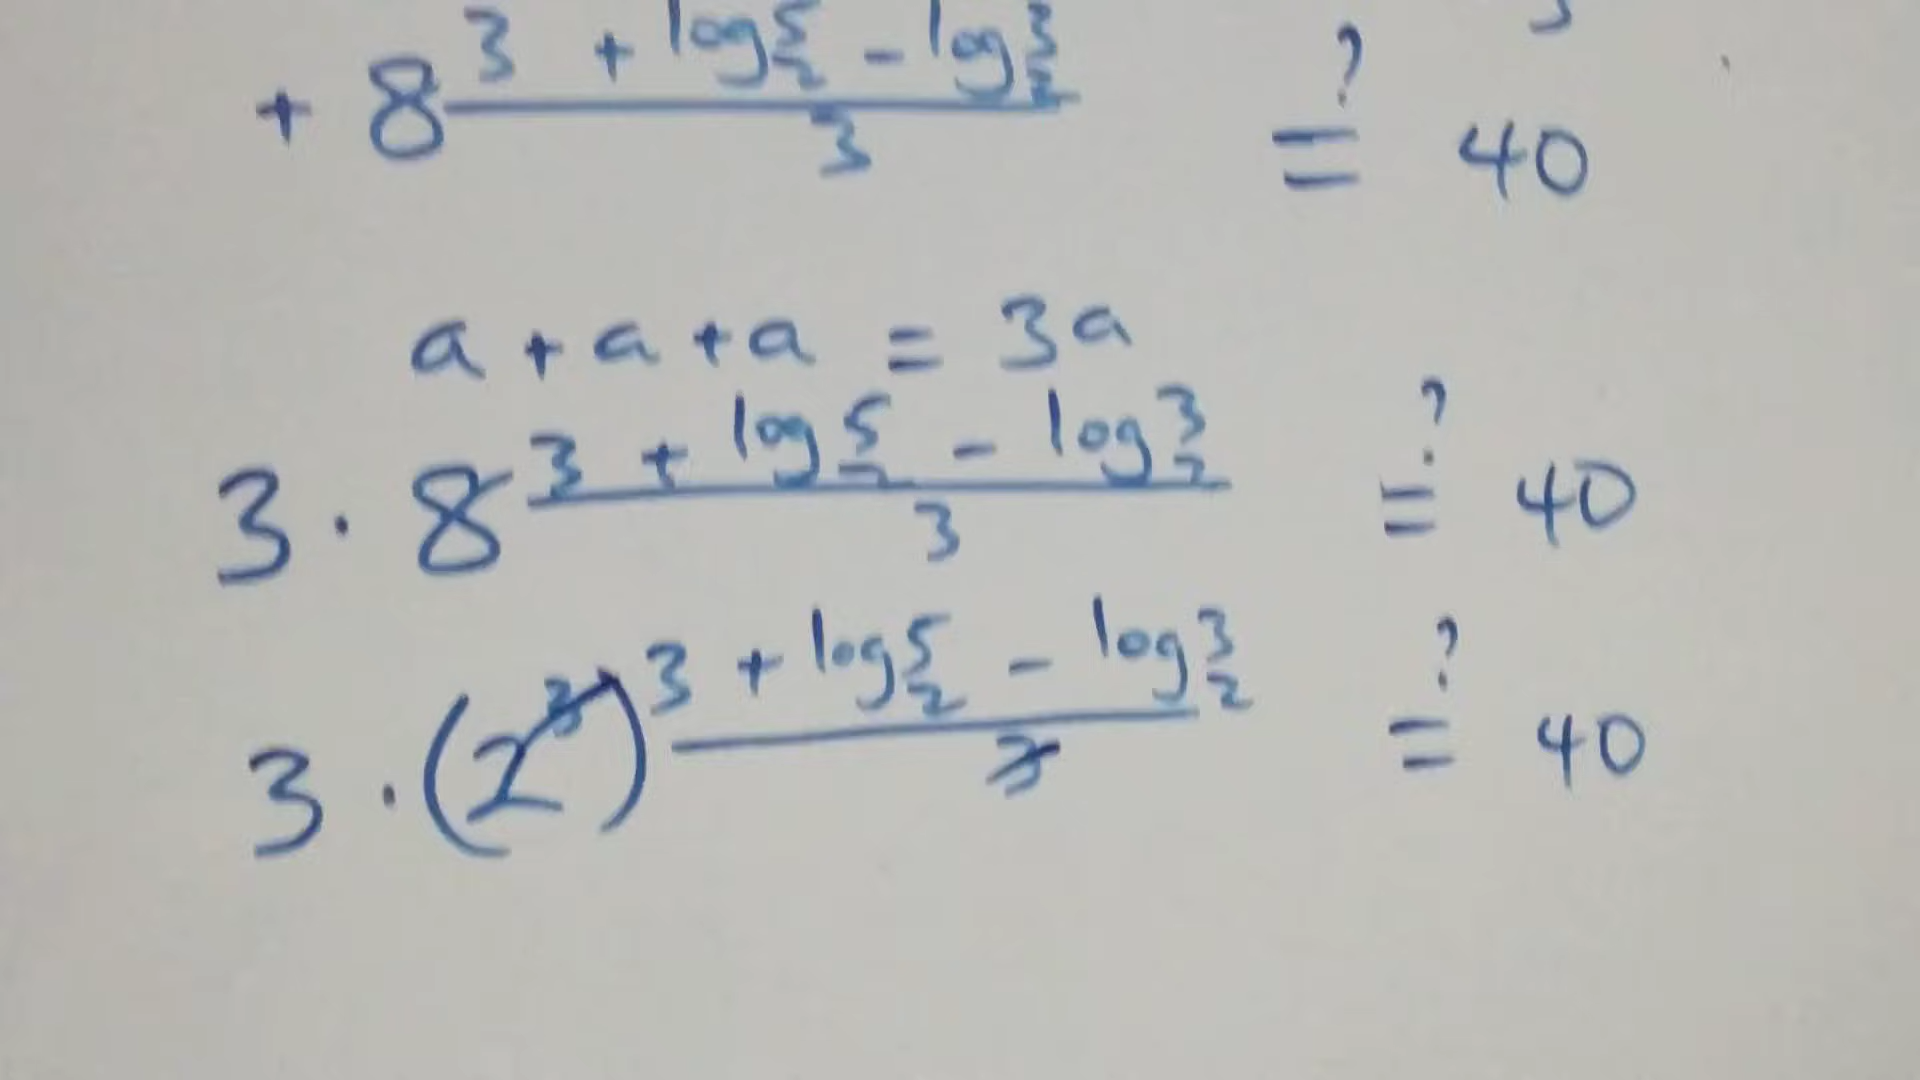 + 8^((3 + log_2 5 - log_2 3)/3) ?= 40
a + a + a = 3a
3 · 8^((3 + log_2 5 - log_2 3)/3) ?= 40
3 · (2^3)^((3 + log_2 5 - log_2 3)/3) ?= 40